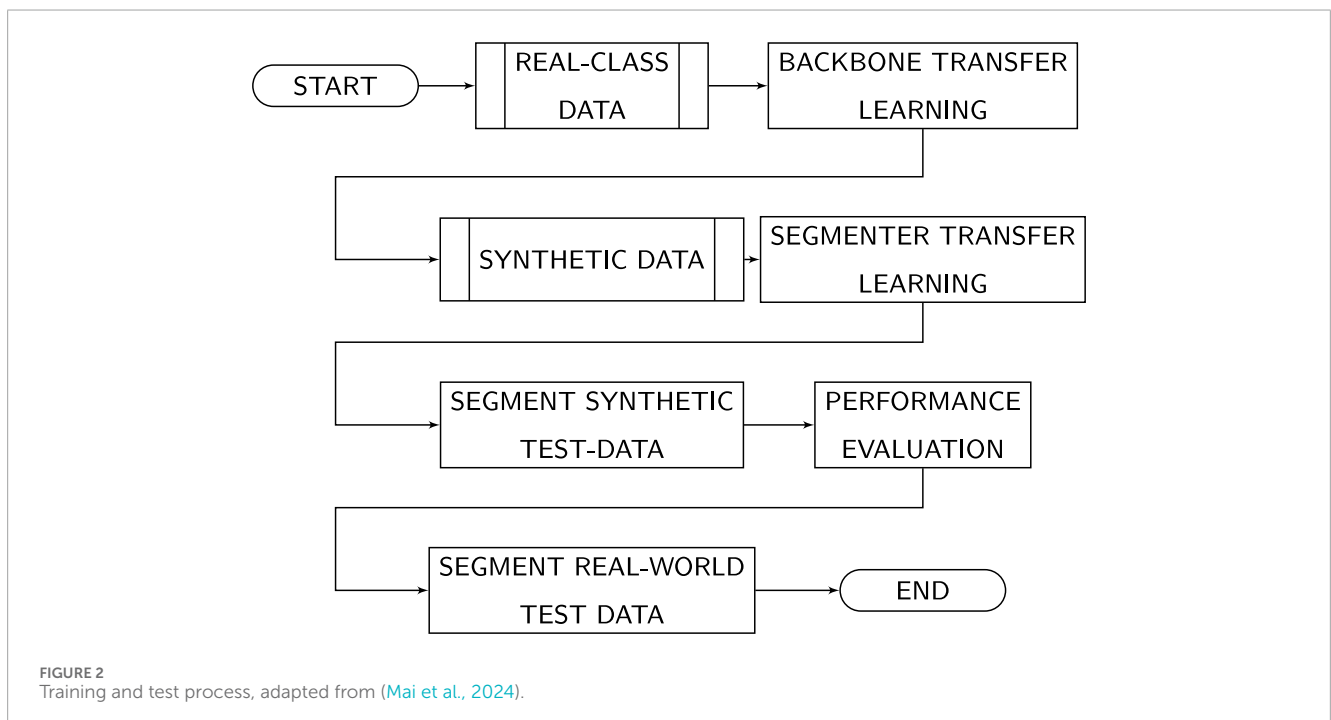 START
REAL-CLASS
DATA
BACKBONE TRANSFER
LEARNING
SYNTHETIC DATA
SEGMENTER TRANSFER
LEARNING
SEGMENT SYNTHETIC
TEST-DATA
PERFORMANCE
EVALUATION
SEGMENT REAL-WORLD
TEST DATA
END
FIGURE 2
Training and test process, adapted from (Mai et al., 2024).